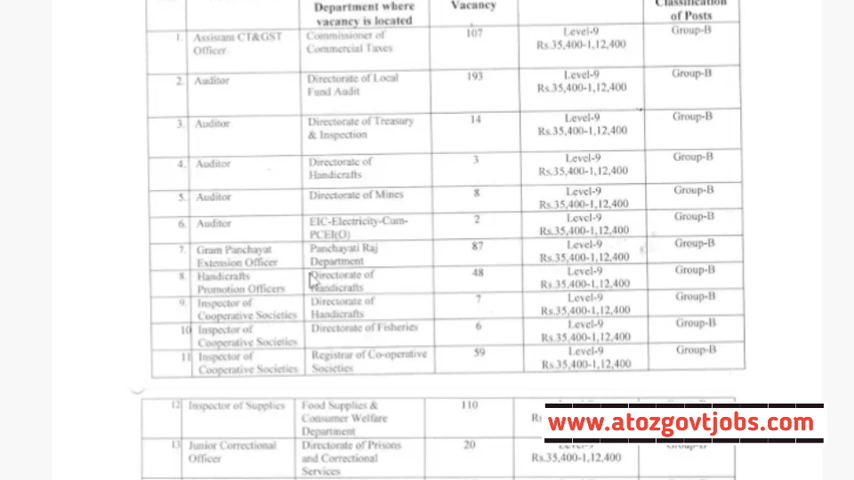 Department where
vacancy is located
Vacancy
Classification
of Posts
1. Assistant CT&GST
Officer
Commissioner of
Commercial Taxes
107
Level-9
Rs.35,400-1,12,400
Group-B
2. Auditor
Directorate of Local
Fund Audit
193
Level-9
Rs.35,400-1,12,400
Group-B
3. Auditor
Directorate of Treasury
& Inspection
14
Level-9
Rs.35,400-1,12,400
Group-B
4. Auditor
Directorate of
Handicrafts
3
Level-9
Rs.35,400-1,12,400
Group-B
5. Auditor
Directorate of Mines
8
Level-9
Rs.35,400-1,12,400
Group-B
6. Auditor
EIC-Electricity-Cum-
PCEI(O)
2
Level-9
Rs.35,400-1,12,400
Group-B
7. Gram Panchayat
Extension Officer
Panchayati Raj
Department
87
Level-9
Rs.35,400-1,12,400
Group-B
8. Handicrafts
Promotion Officers
Directorate of
Handicrafts
48
Level-9
Rs.35,400-1,12,400
Group-B
9. Inspector of
Cooperative Societies
Directorate of
Handicrafts
7
Level-9
Rs.35,400-1,12,400
Group-B
10 Inspector of
Cooperative Societies
Directorate of Fisheries
6
Level-9
Rs.35,400-1,12,400
Group-B
11 Inspector of
Cooperative Societies
Registrar of Co-operative
Societies
59
Level-9
Rs.35,400-1,12,400
Group-B
12 Inspector of Supplies
Food Supplies &
Consumer Welfare
Department
110
www.atozgovtjobs.com
13 Junior Correctional
Officer
Directorate of Prisons
and Correctional
Services
20
Level-9
Rs.35,400-1,12,400